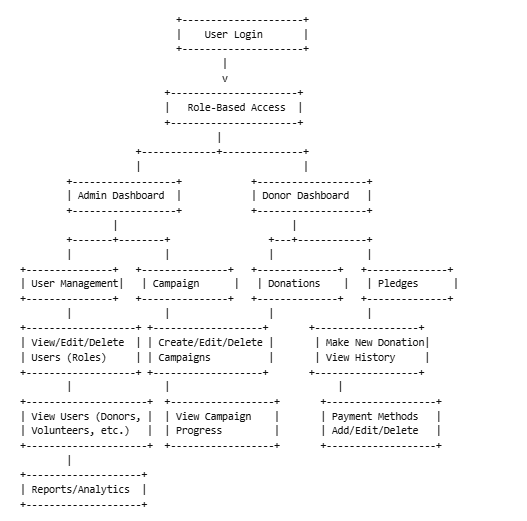 User Login
Role-Based Access
Admin Dashboard
Donor Dashboard
User Management
Campaign
Donations
Pledges
View/Edit/Delete
Users (Roles)
Create/Edit/Delete
Campaigns
Make New Donation
View History
View Users (Donors,
Volunteers, etc.)
View Campaign
Progress
Payment Methods
Add/Edit/Delete
Reports/Analytics